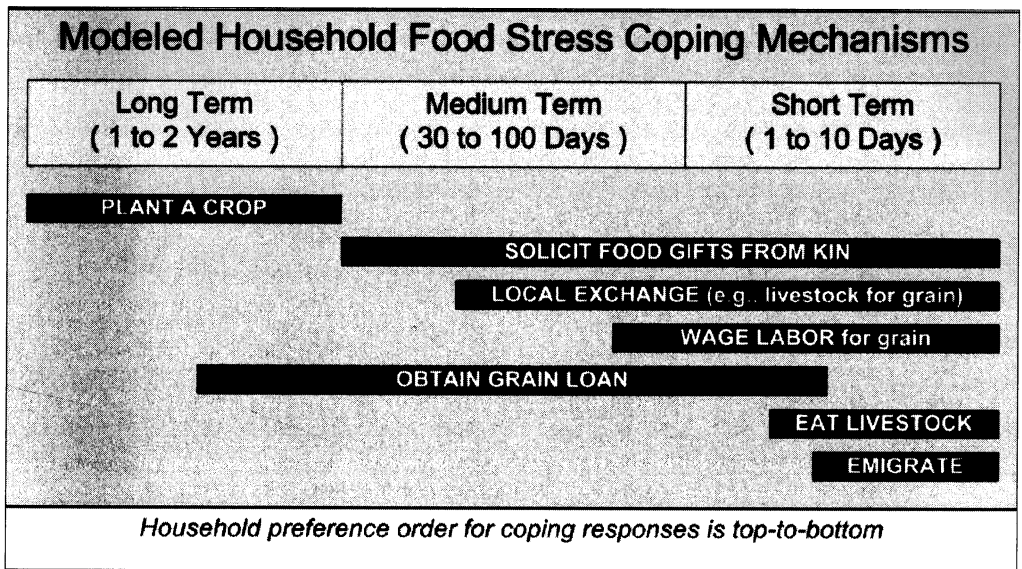 Modeled Household Food Stress Coping Mechanisms
Long Term
( 1 to 2 Years )
Medium Term
( 30 to 100 Days )
Short Term
( 1 to 10 Days )
PLANT A CROP
SOLICIT FOOD GIFTS FROM KIN
LOCAL EXCHANGE (e.g., livestock for grain)
WAGE LABOR for grain
OBTAIN GRAIN LOAN
EAT LIVESTOCK
EMIGRATE
Household preference order for coping responses is top-to-bottom